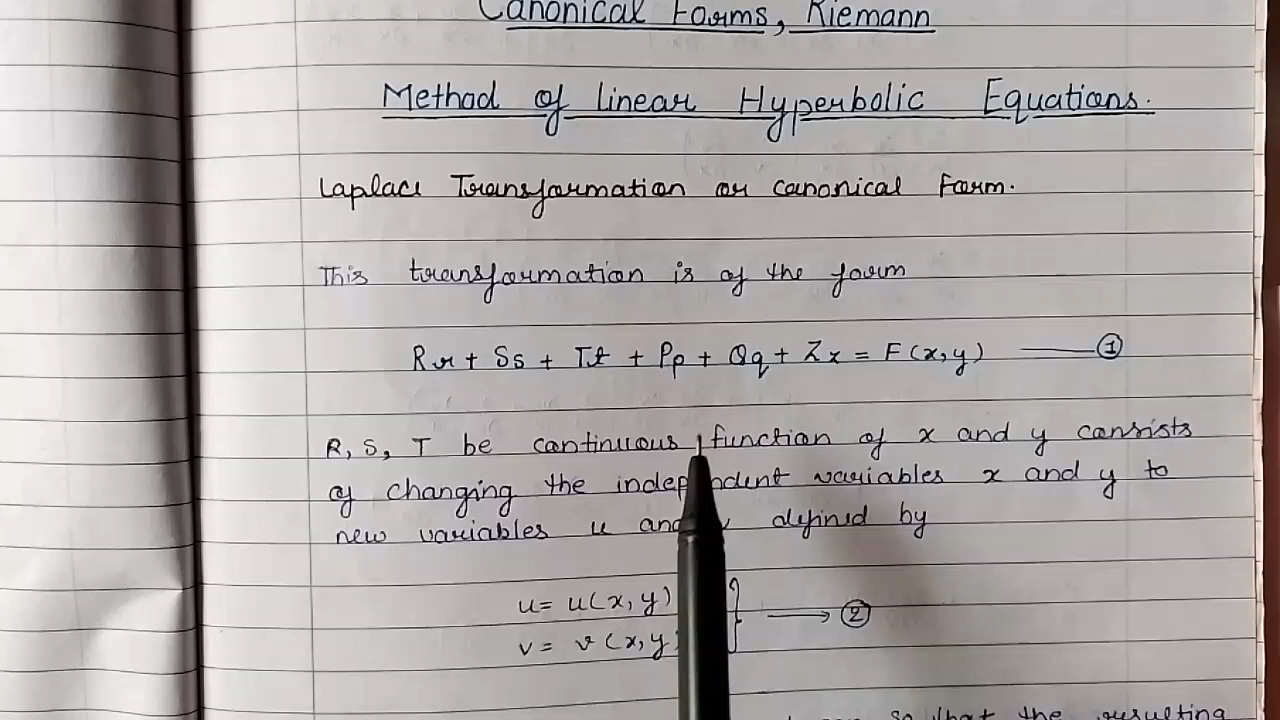 Canonical Forms, Riemann
Method of linear Hyperbolic Equations.
Laplace Transformation or canonical Form.
This transformation is of the form
Rr + Ss + Tt + Pp + Qq + Zx = F(x,y) ——— ①
R, S, T be continuous function of x and y consists
of changing the independent variables x and y to
new variables u and v defined by
u = u(x, y)
v = v(x, y) } → ②
so that the resulting